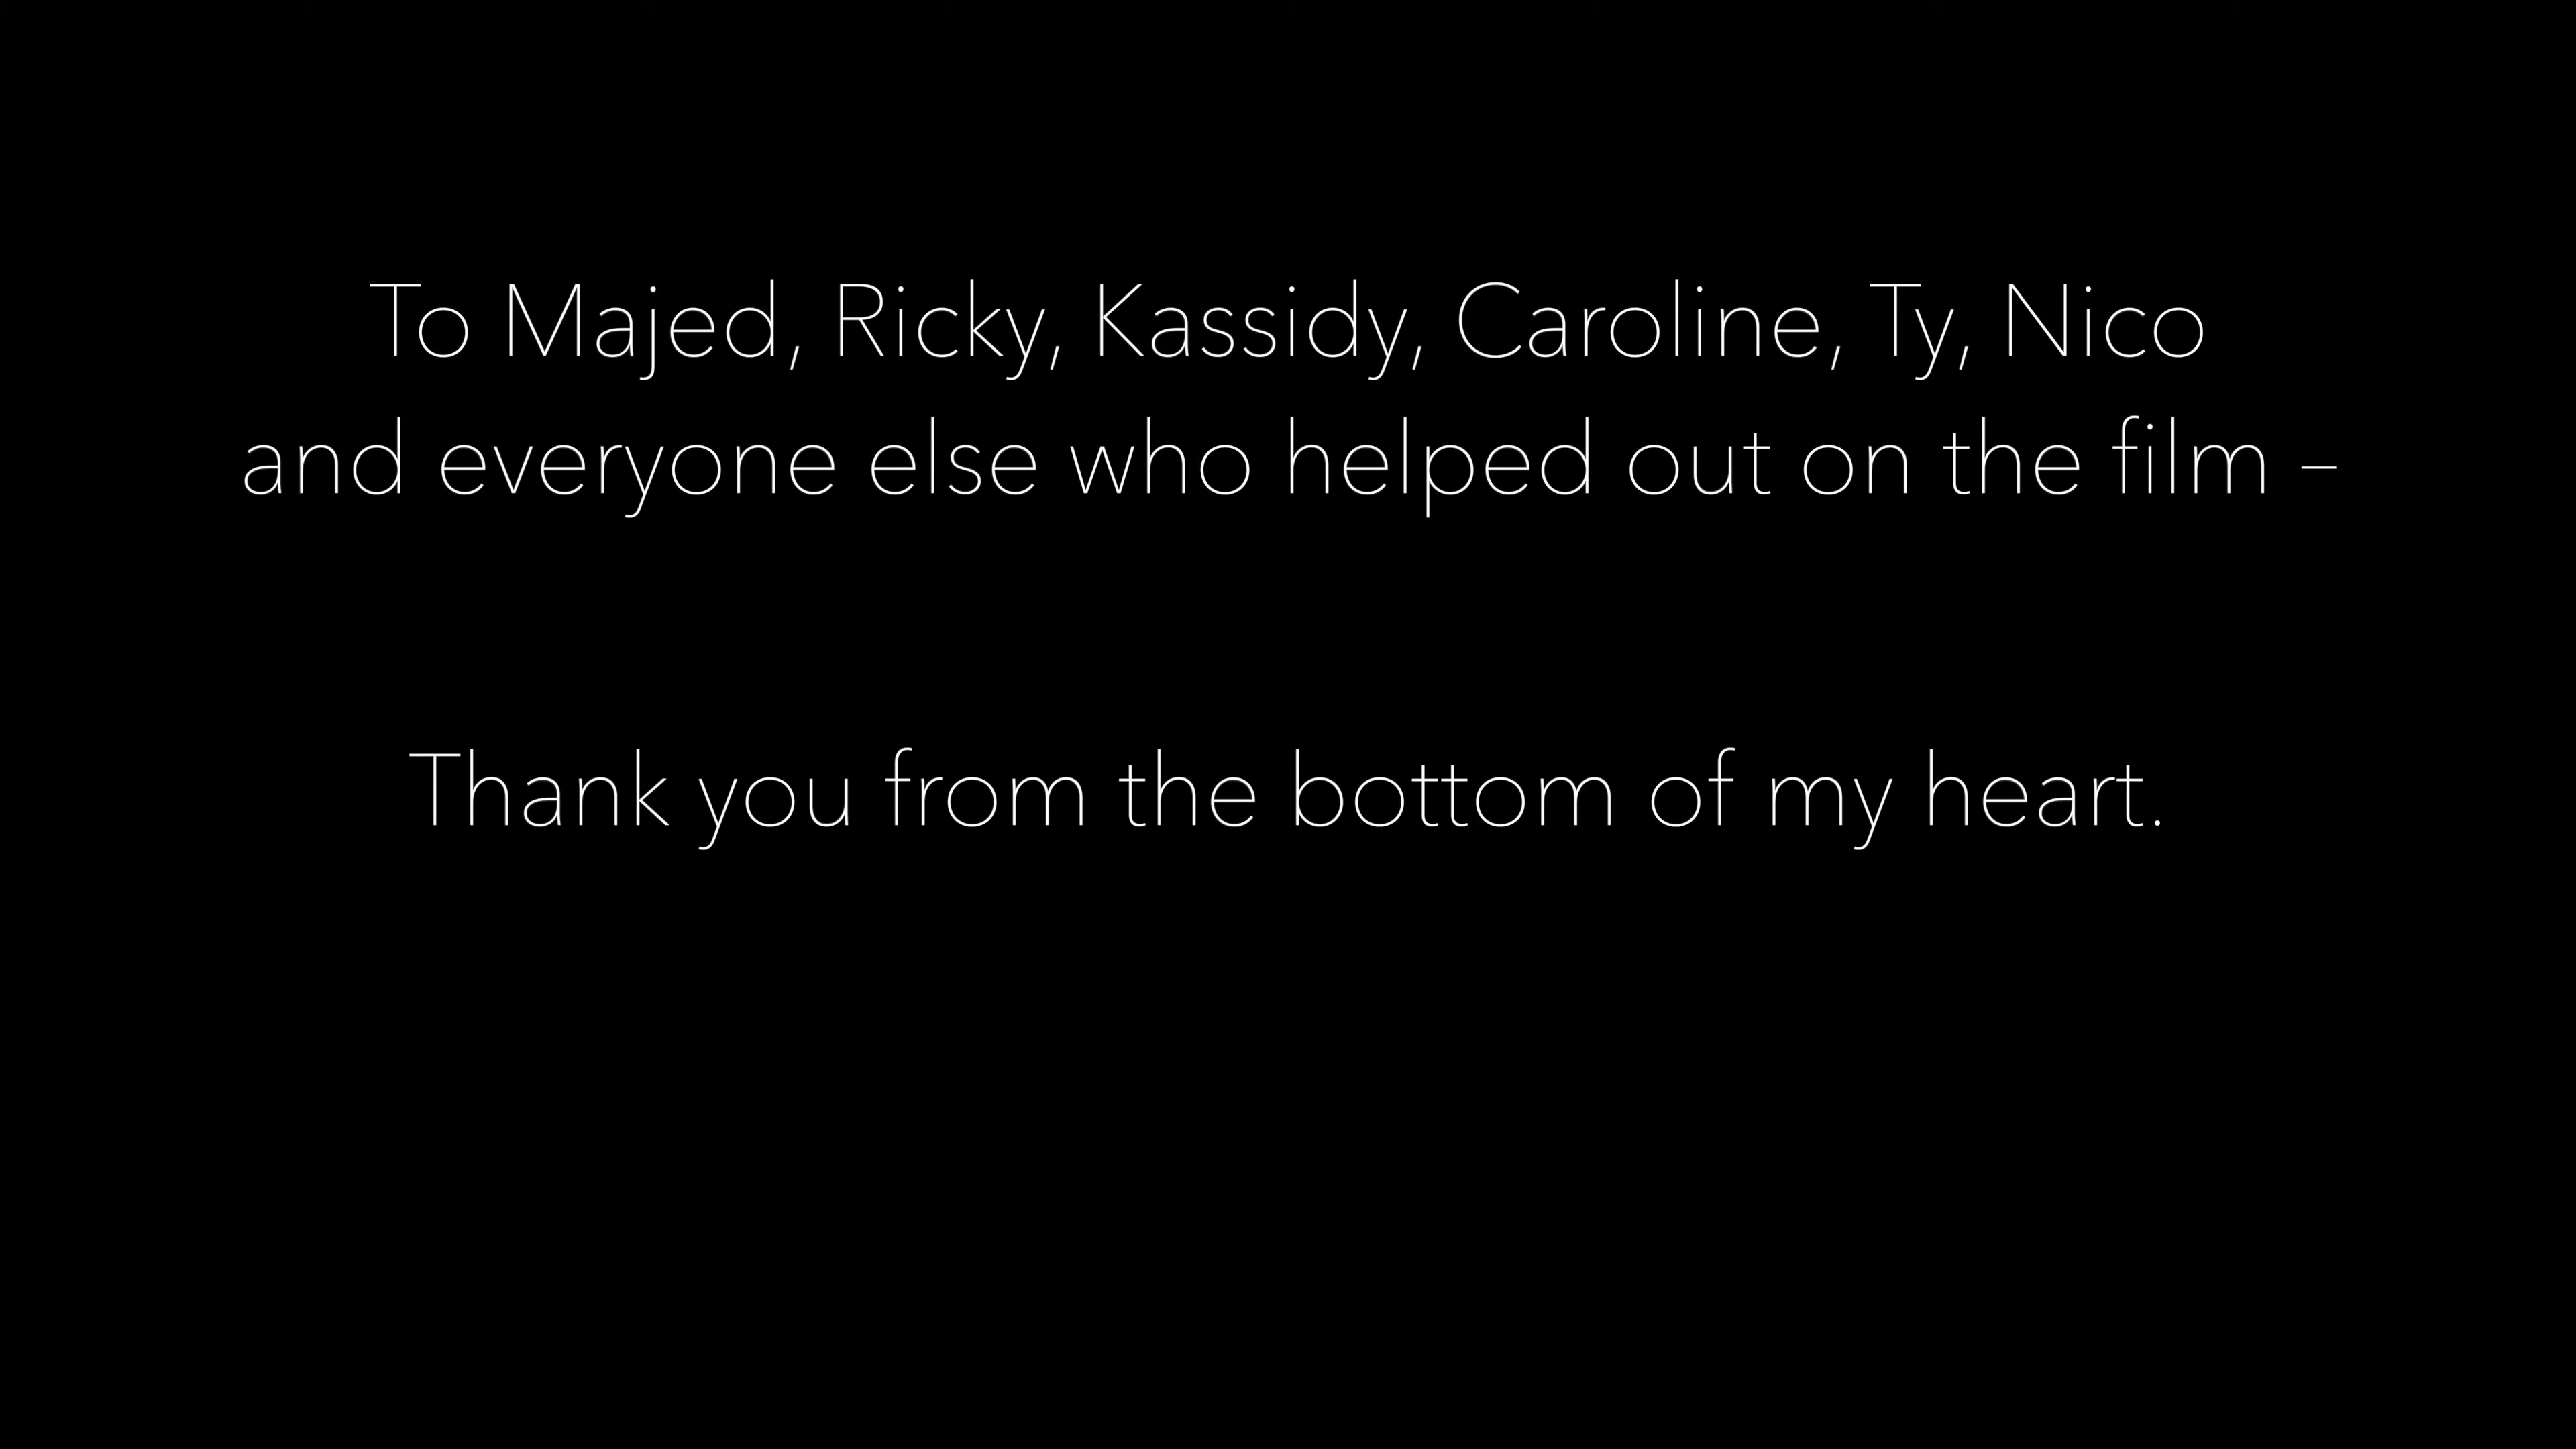 To Majed, Ricky, Kassidy, Caroline, Ty, Nico
and everyone else who helped out on the film –
Thank you from the bottom of my heart.